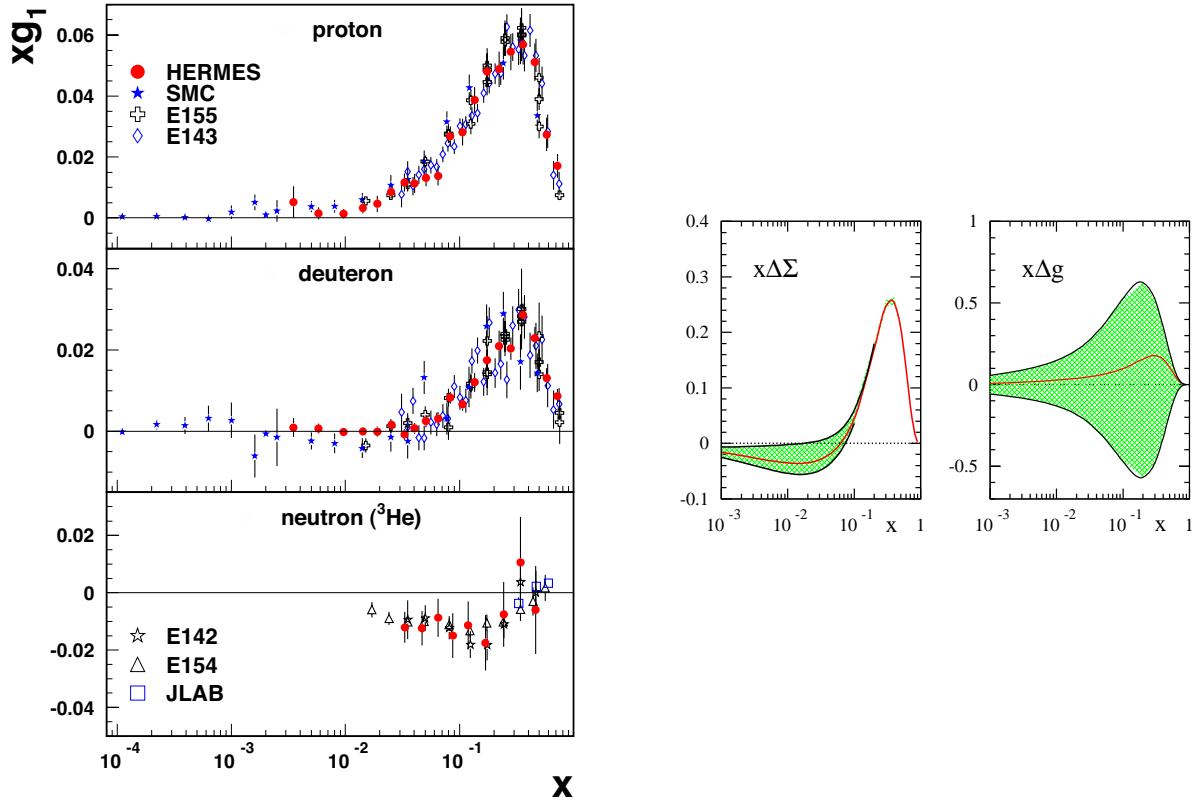 xg₁
proton
0.06
0.04
0.02
0
HERMES
SMC
E155
E143
deuteron
0.04
0.02
0
neutron (³He)
0.02
0
-0.02
-0.04
E142
E154
JLAB
10⁻⁴
10⁻³
10⁻²
10⁻¹
x
xΔΣ
0.4
0.3
0.2
0.1
0
-0.1
10⁻³
10⁻²
10⁻¹
x
1
xΔg
1
0.5
0
-0.5
10⁻³
10⁻²
10⁻¹
x
1